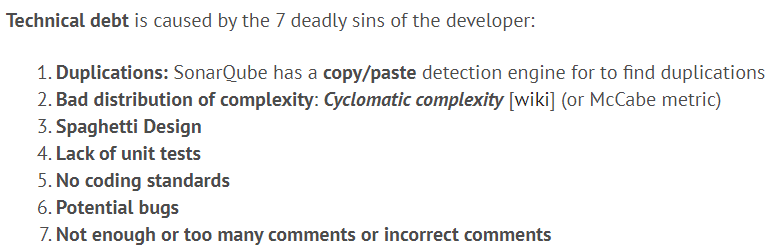 Technical debt is caused by the 7 deadly sins of the developer:
1. Duplications: SonarQube has a copy/paste detection engine for to find duplications
2. Bad distribution of complexity: Cyclomatic complexity [wiki] (or McCabe metric)
3. Spaghetti Design
4. Lack of unit tests
5. No coding standards
6. Potential bugs
7. Not enough or too many comments or incorrect comments